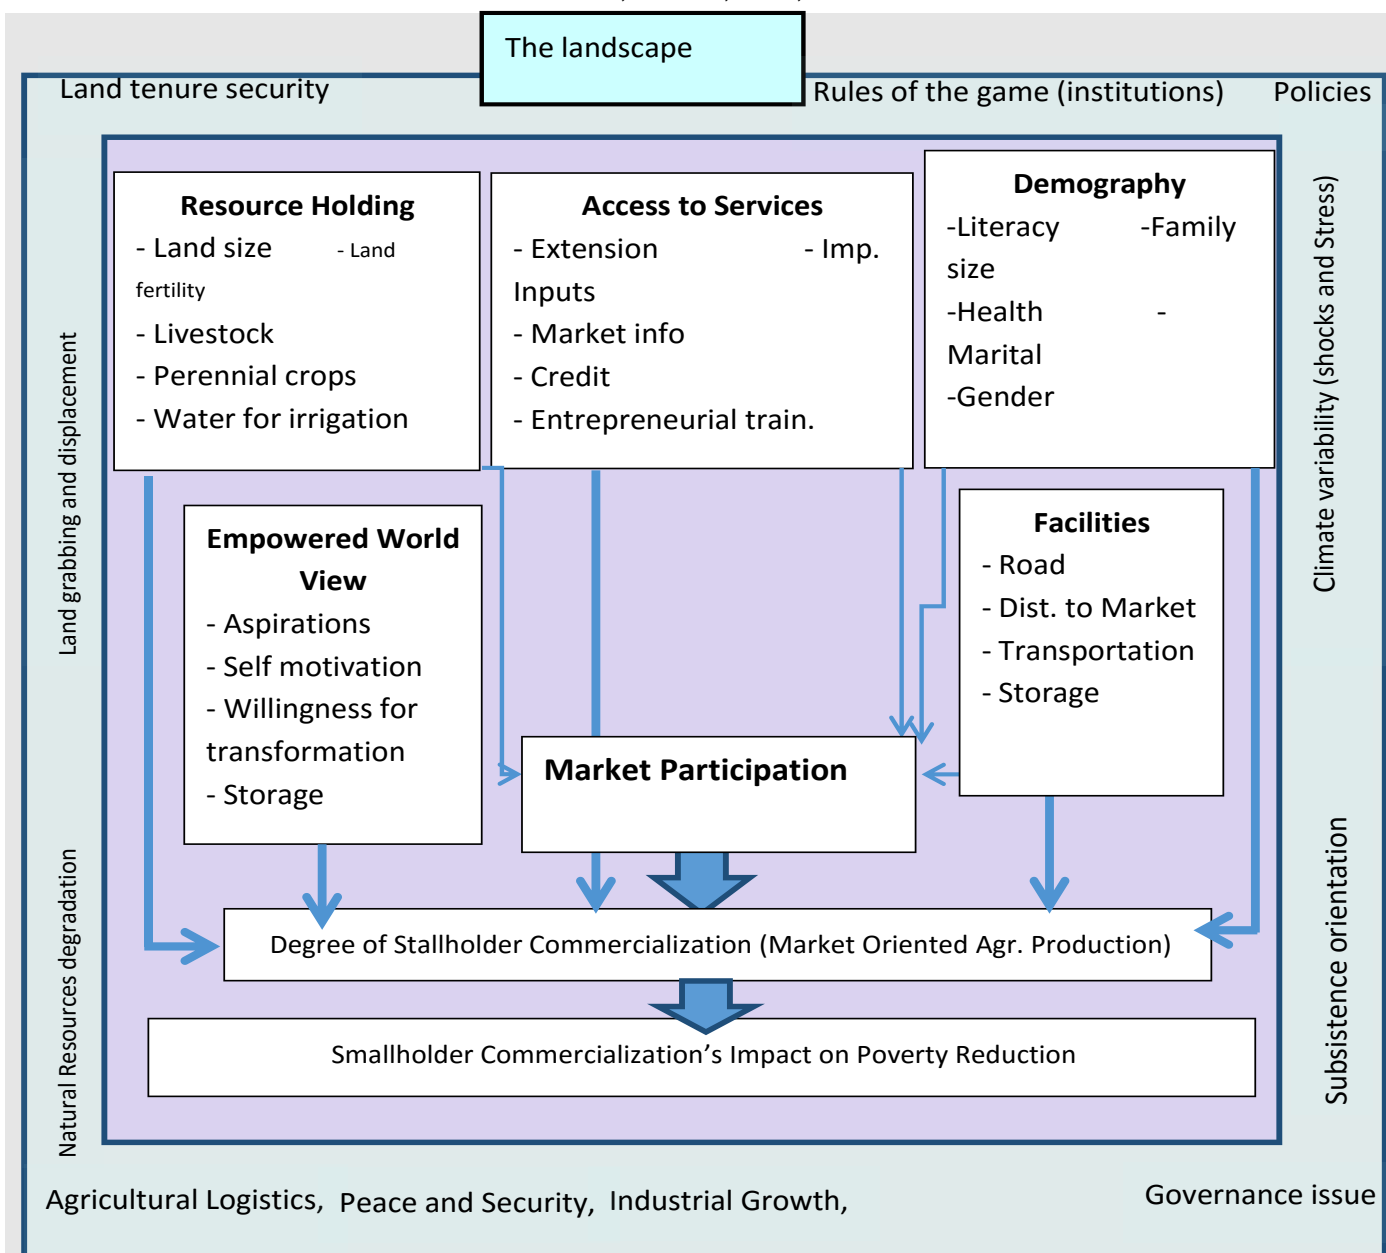 The landscape
Land tenure security
Rules of the game (institutions)
Policies
Resource Holding
- Land size - Land
fertility
- Livestock
- Perennial crops
- Water for irrigation
Access to Services
- Extension - Imp.
Inputs
- Market info
- Credit
- Entrepreneurial train.
Demography
-Literacy -Family
size
-Health -
Marital
-Gender
Land grabbing and displacement
Climate variability (shocks and Stress)
Empowered World
View
- Aspirations
- Self motivation
- Willingness for
transformation
- Storage
Facilities
- Road
- Dist. to Market
- Transportation
- Storage
Market Participation
Natural Resources degradation
Subsistence orientation
Degree of Stallholder Commercialization (Market Oriented Agr. Production)
Smallholder Commercialization's Impact on Poverty Reduction
Agricultural Logistics, Peace and Security, Industrial Growth,
Governance issue